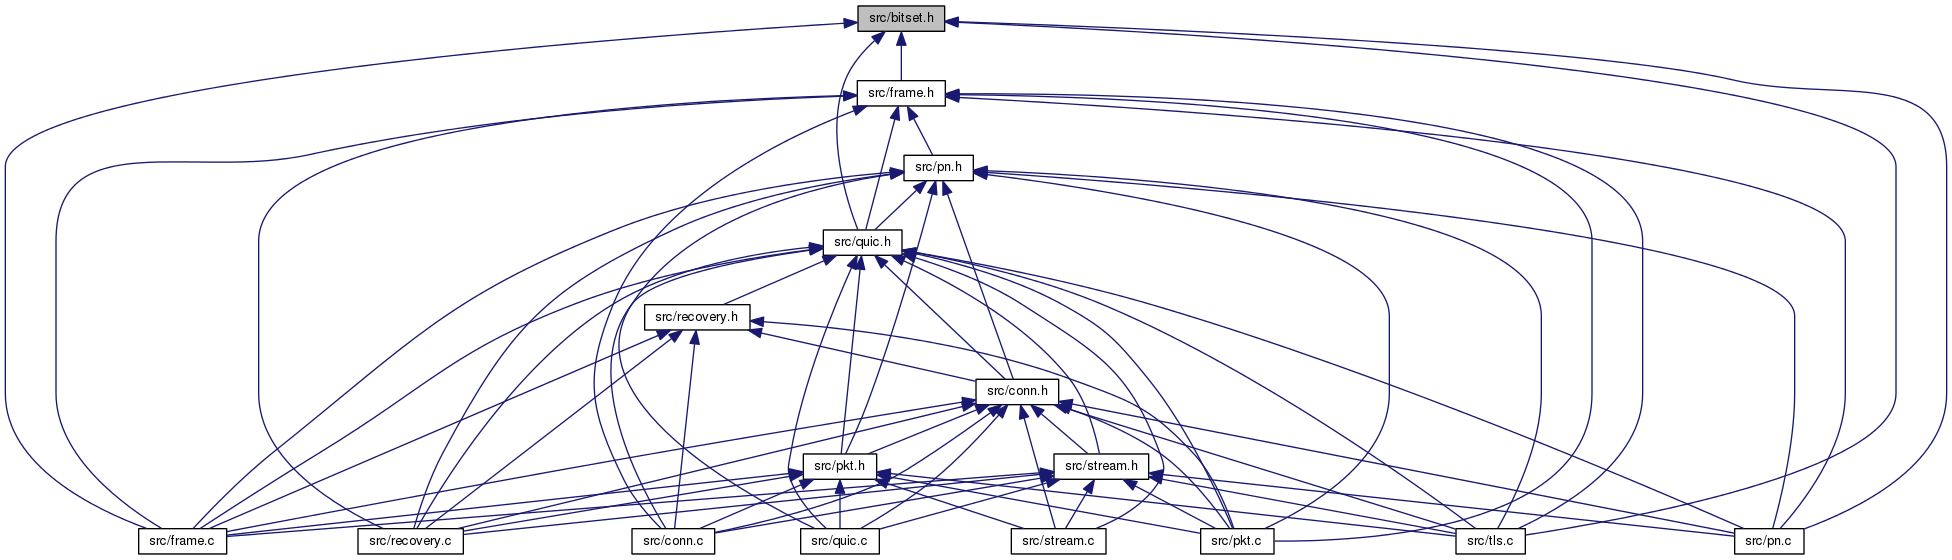 src/bitset.h
src/frame.h
src/pn.h
src/quic.h
src/recovery.h
src/conn.h
src/pkt.h
src/stream.h
src/frame.c
src/recovery.c
src/conn.c
src/quic.c
src/stream.c
src/pkt.c
src/tls.c
src/pn.c